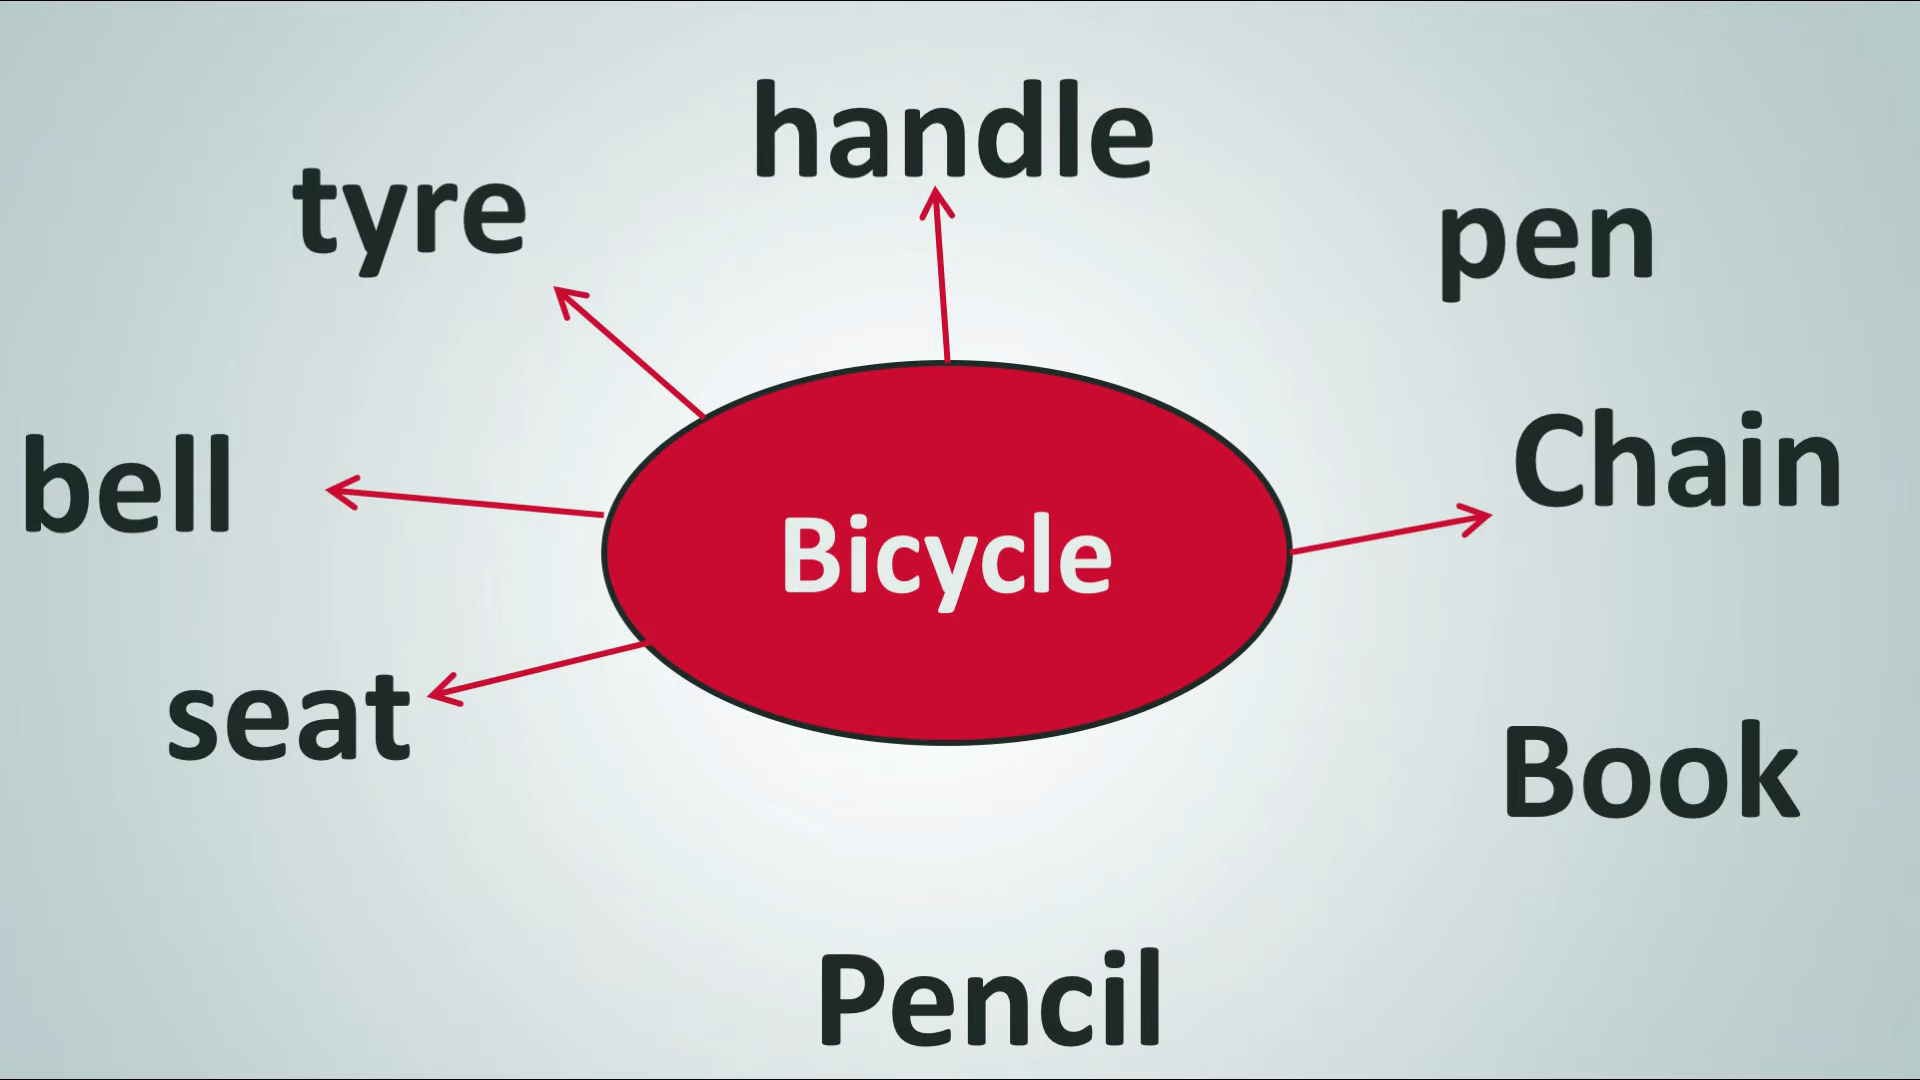 handle
tyre
pen
Chain
bell
Bicycle
seat
Book
Pencil